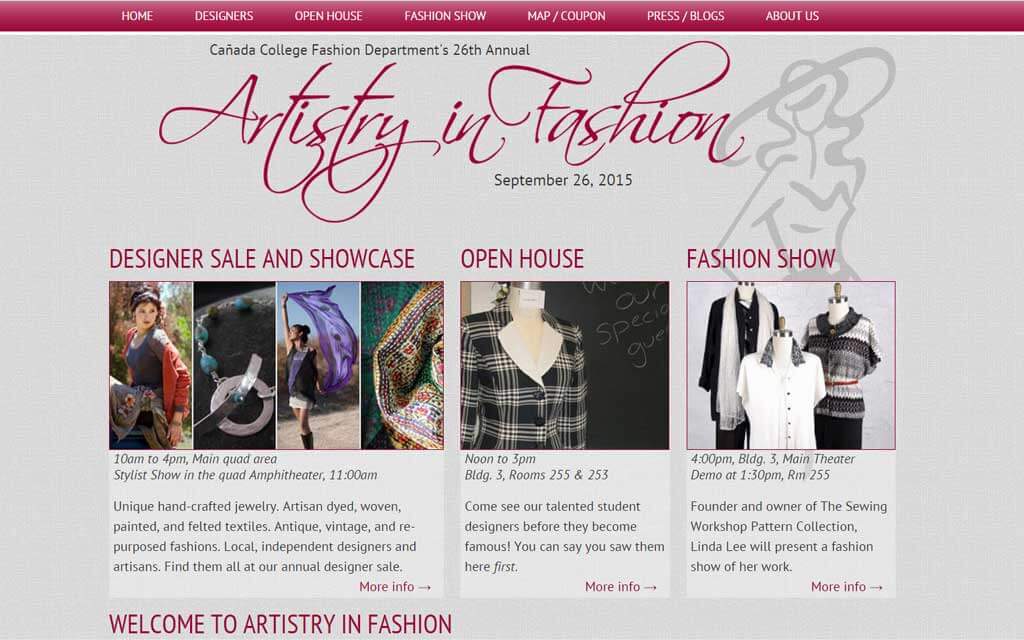 HOME DESIGNERS OPEN HOUSE FASHION SHOW MAP / COUPON PRESS / BLOGS ABOUT US
Cañada College Fashion Department's 26th Annual
Artistry in Fashion
September 26, 2015
DESIGNER SALE AND SHOWCASE
10am to 4pm, Main quad area
Stylist Show in the quad Amphitheater, 11:00am
Unique hand-crafted jewelry. Artisan dyed, woven,
painted, and felted textiles. Antique, vintage, and re-
purposed fashions. Local, independent designers and
artisans. Find them all at our annual designer sale.
More info →
OPEN HOUSE
our
special
Noon to 3pm
Bldg. 3, Rooms 255 & 253
Come see our talented student
designers before they become
famous! You can say you saw them
here first.
More info →
FASHION SHOW
4:00pm, Bldg. 3, Main Theater
Demo at 1:30pm, Rm 255
Founder and owner of The Sewing
Workshop Pattern Collection,
Linda Lee will present a fashion
show of her work.
More info →
WELCOME TO ARTISTRY IN FASHION